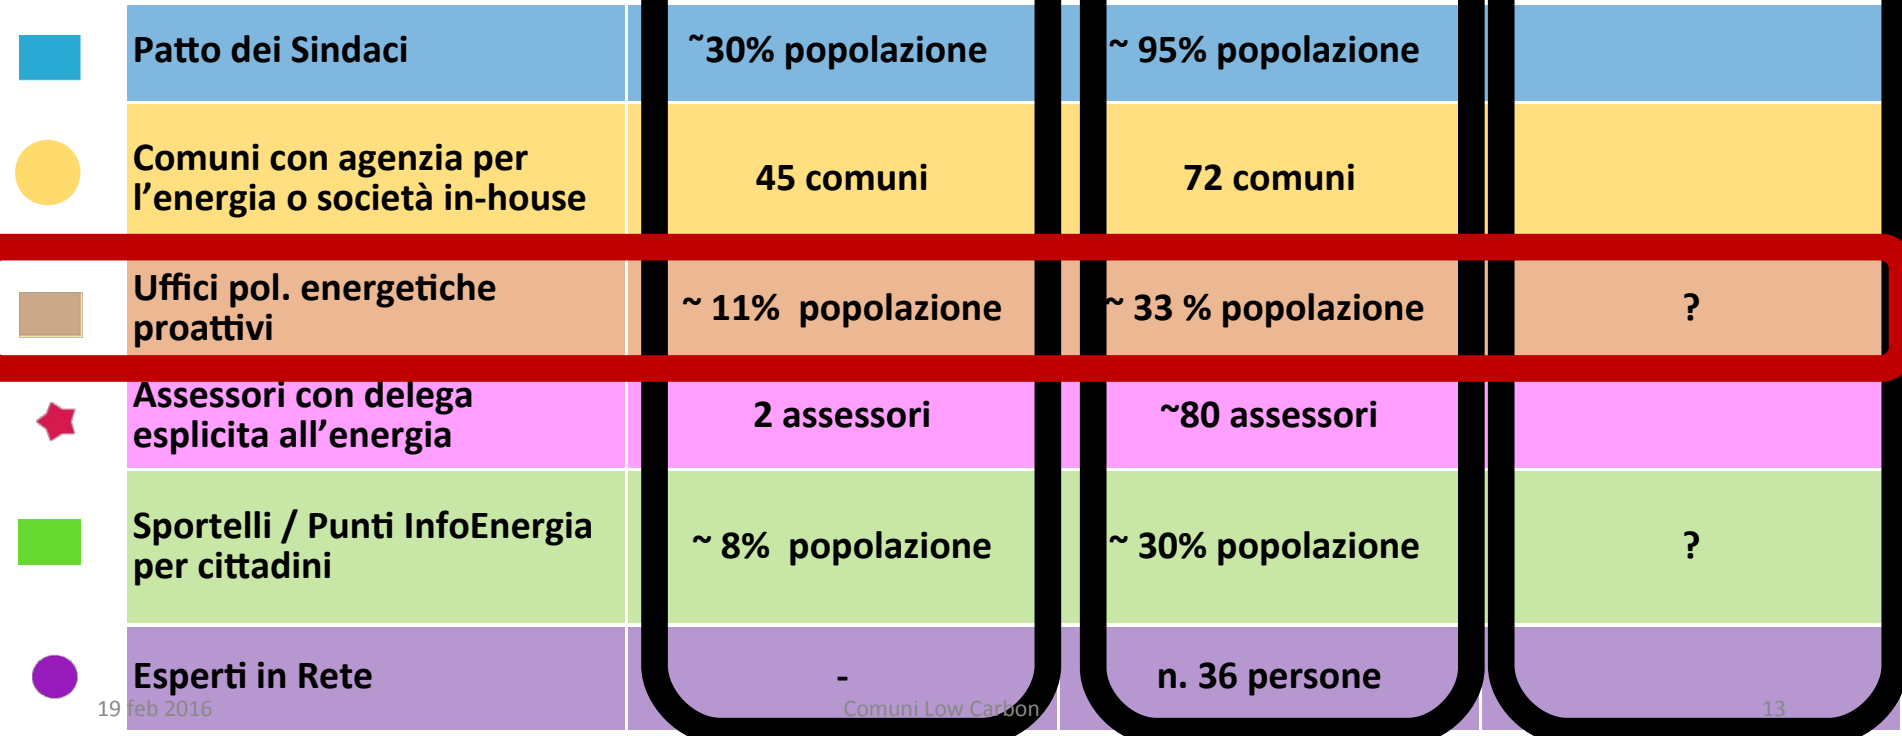 Patto dei Sindaci
~30% popolazione
~ 95% popolazione
Comuni con agenzia per
l'energia o società in-house
45 comuni
72 comuni
Uffici pol. energetiche
proattivi
~ 11% popolazione
~ 33 % popolazione
?
Assessori con delega
esplicita all'energia
2 assessori
~80 assessori
Sportelli / Punti InfoEnergia
per cittadini
~ 8% popolazione
~ 30% popolazione
?
Esperti in Rete
-
n. 36 persone
19 feb 2016
Comuni Low Carbon
13